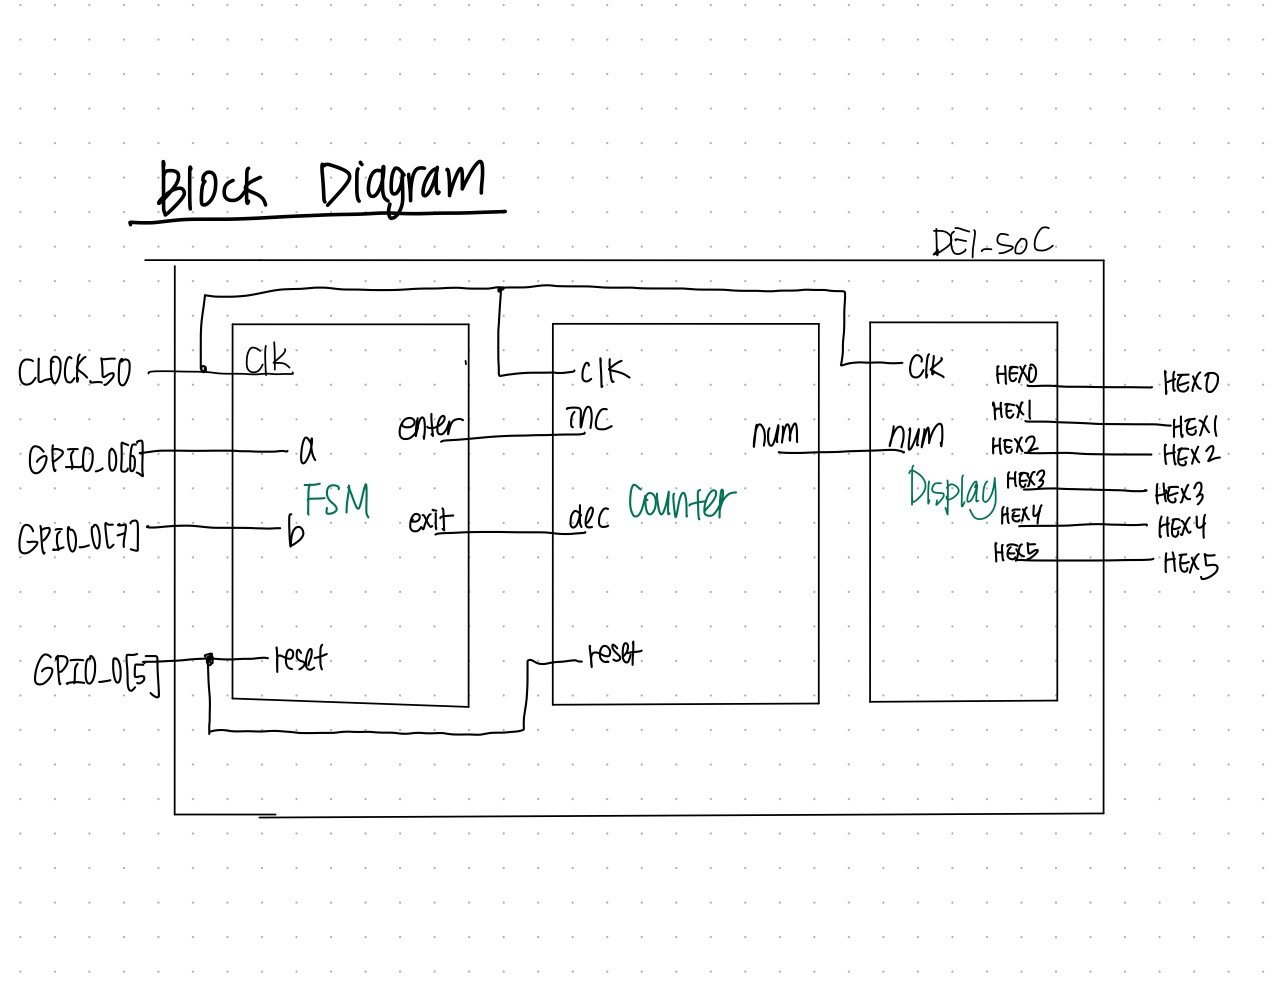 Block Diagram
DE1_SoC
CLOCK_50
clk
clk
clk
HEX0
HEX0
enter
inc
num
num
HEX1
HEX1
GPIO_0[6]
a
HEX2
HEX2
FSM
Counter
Display
HEX3
HEX3
GPIO_0[7]
b
exit
dec
HEX4
HEX4
HEX5
HEX5
GPIO_0[5]
reset
reset